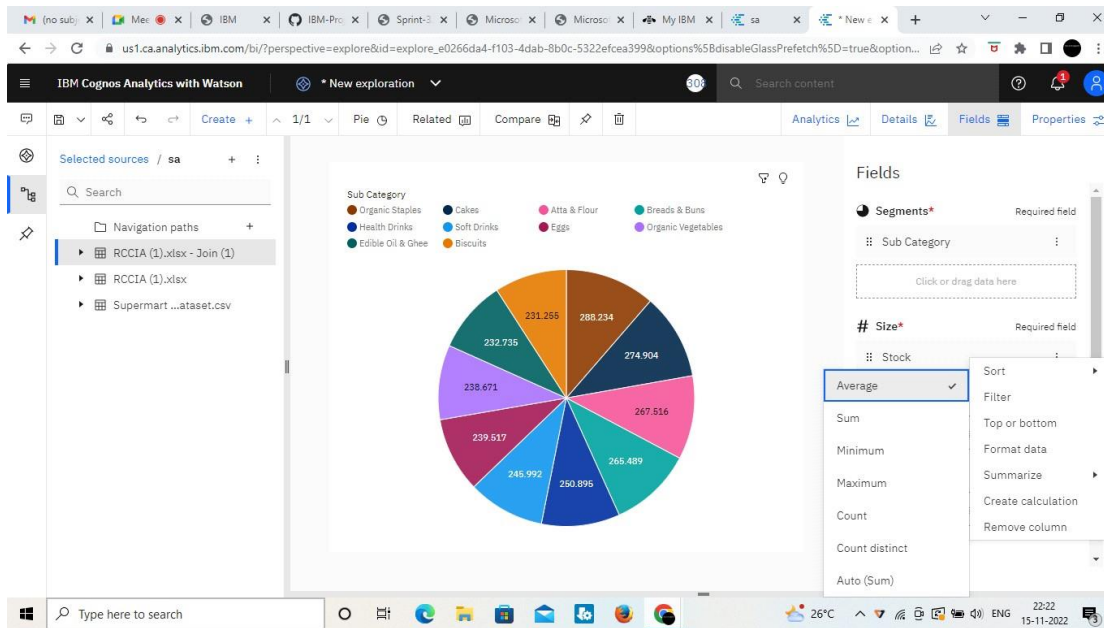 (no subj
Mee
IBM
IBM-Proj
Sprint-3
Microsof
Microsof
My IBM
sa
* New e
us1.ca.analytics.ibm.com/bi/?perspective=explore&id=explore_e0266da4-f103-4dab-8b0c-5322efcea399&options%5BdisableGlassPrefetch%5D=true&option...
IBM Cognos Analytics with Watson
* New exploration
308
Search content
1
Create +
1/1
Pie
Related
Compare
Analytics
Details
Fields
Properties
Selected sources / sa
Search
Navigation paths
RCCIA (1).xlsx - Join (1)
RCCIA (1).xlsx
Supermart ...ataset.csv
Sub Category
Organic Staples
Cakes
Atta & Flour
Breads & Buns
Health Drinks
Soft Drinks
Eggs
Organic Vegetables
Edible Oil & Ghee
Biscuits
231.255
288.234
232.735
274.904
238.671
267.516
239.517
265.489
245.992
250.895
Fields
Segments*
Required field
Sub Category
Click or drag data here
# Size*
Required field
Stock
Average
Sum
Minimum
Maximum
Count
Count distinct
Auto (Sum)
Sort
Filter
Top or bottom
Format data
Summarize
Create calculation
Remove column
Type here to search
26°C
ENG
22:22
15-11-2022
3